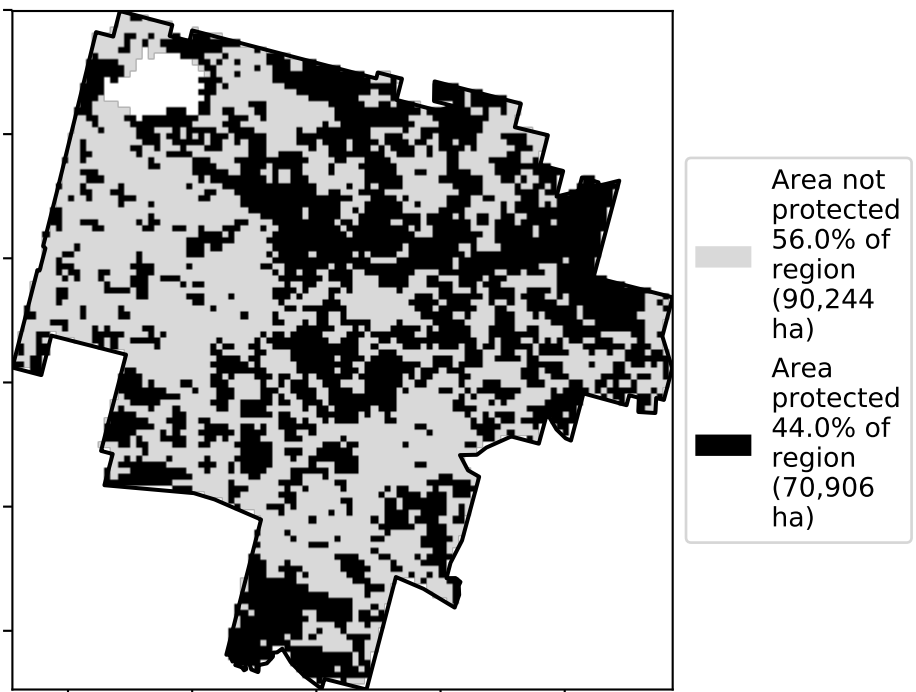 Area not
protected
56.0% of
region
(90,244
ha)
Area
protected
44.0% of
region
(70,906
ha)